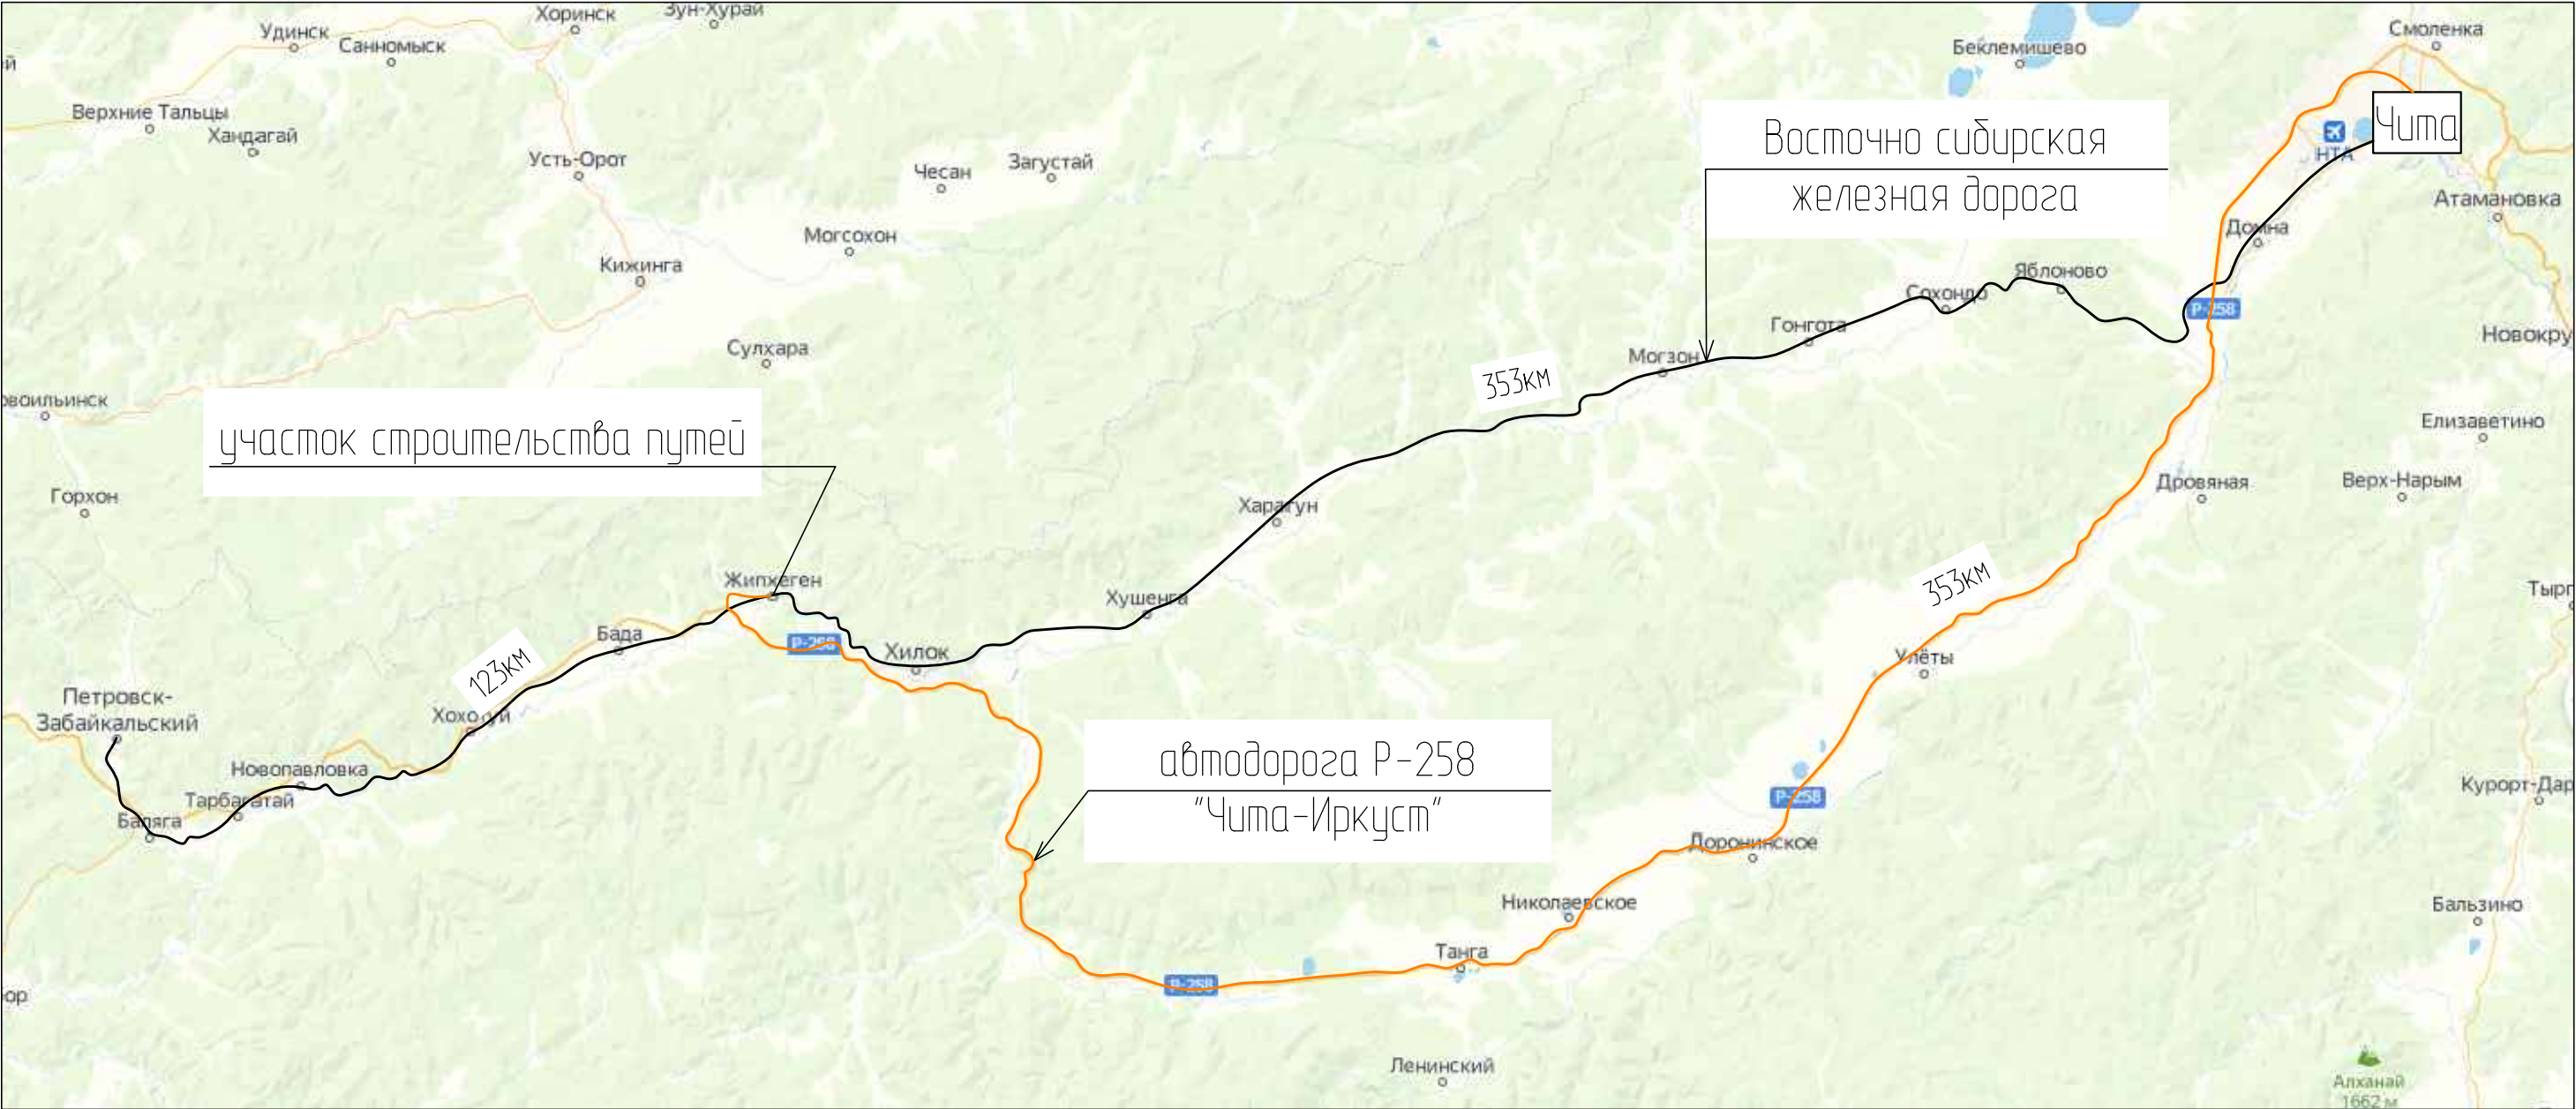 Хоринск
Зун-Хурай
Удинск
Санномыск
Смоленка
Беклемишево
й
Верхние Тальцы
Хандагай
Усть-Орот
Чесан
Загустай
Восточно сибирская
железная дорога
Чита
HTA
Атамановка
Домна
Могсохон
Кижинга
Яблоново
Сохондо
Р-258
Гонгота
Новокру
Сулхара
Могзон
353км
овоильинск
участок строительства путей
Елизаветино
Горхон
Харагун
Дровяная
Верх-Нарым
Жипхеген
Хушенга
353км
Тырг
Бада
Р-258
Хилок
Улёты
123км
Петровск-
Забайкальский
Хохотуй
автодорога Р-258
"Чита-Иркуст"
Новопавловка
Тарбагатай
Баляга
Р-258
Курорт-Дар
Доронинское
Николаевское
Бальзино
Танга
Р-258
ор
Ленинский
Алханай
1662 м